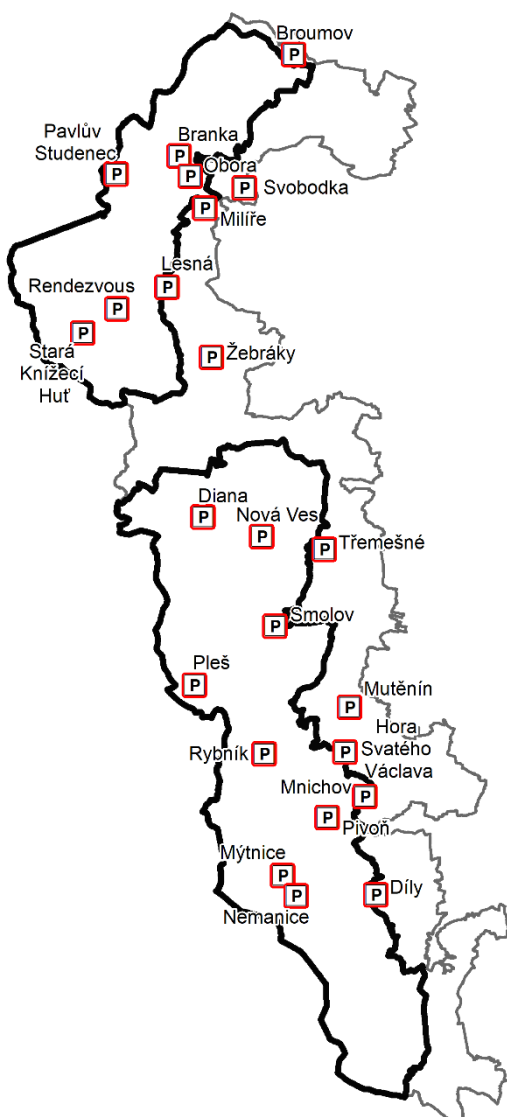 Broumov
P
Pavlův
Studenec
P
Branka
P
Obora
P
Svobodka
P
Milíře
P
Lesná
P
Rendezvous
P
Stará
Knížecí
Huť
P
Žebráky
P
Diana
P
Nová Ves
P
Třemešné
P
Smolov
P
Pleš
P
Mutěnín
P
Hora
Svatého
Václava
P
Rybník
P
Mnichov
P
Pivoň
P
Mýtnice
P
Nemanice
P
Díly
P